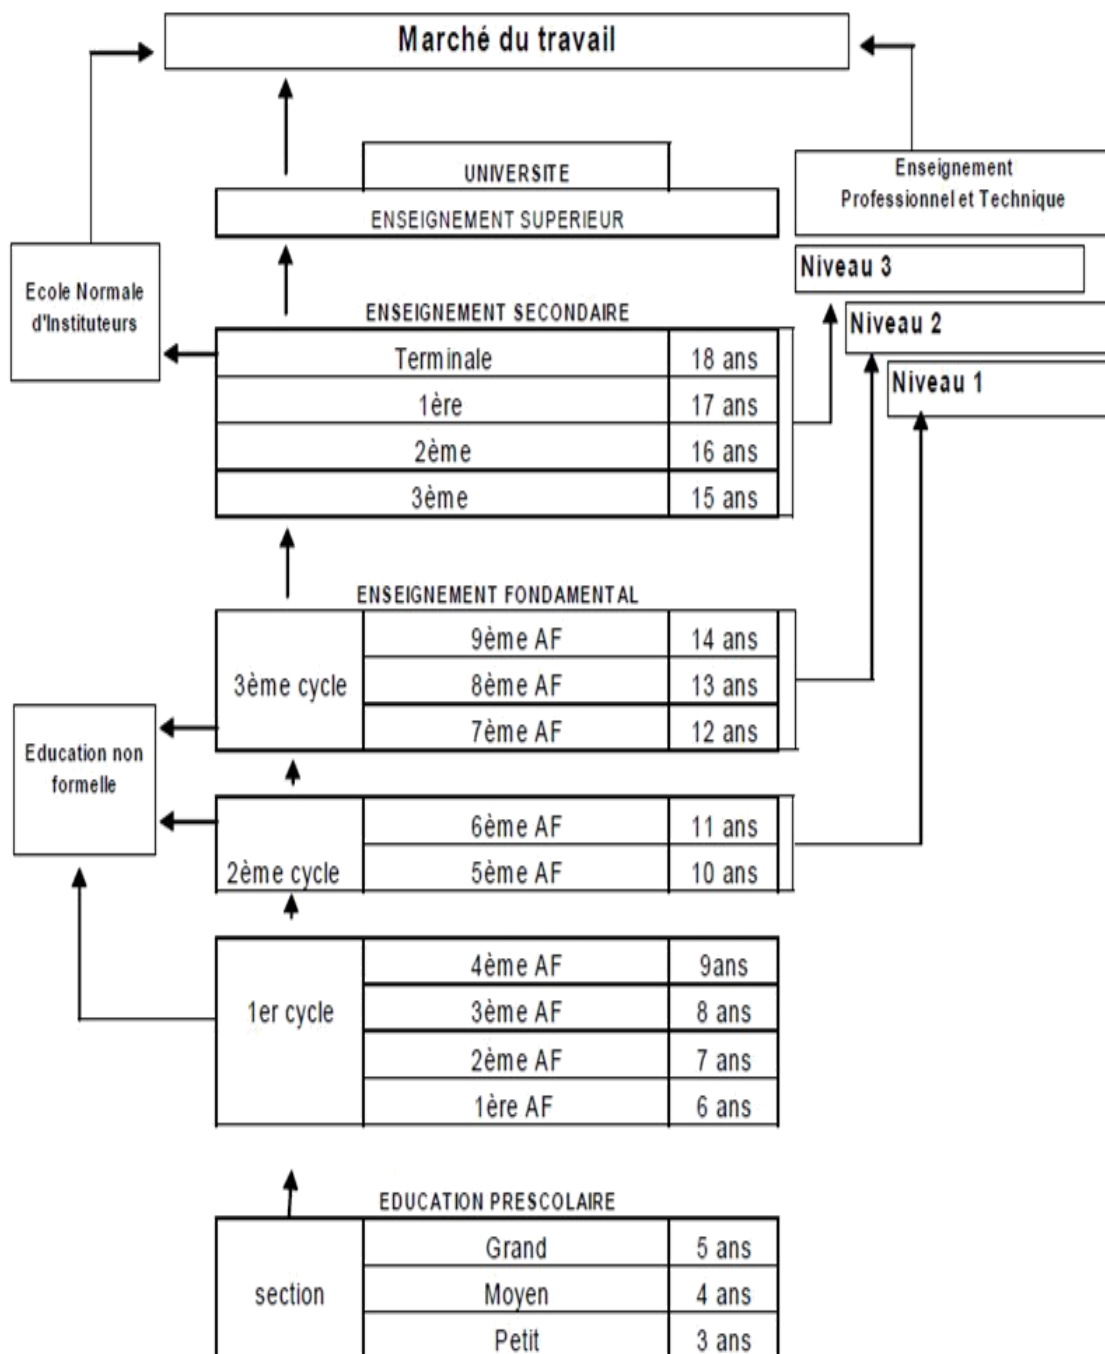 Marché du travail
UNIVERSITE
ENSEIGNEMENT SUPERIEUR
Enseignement
Professionnel et Technique
Niveau 3
Niveau 2
Niveau 1
Ecole Normale
d'Instituteurs
ENSEIGNEMENT SECONDAIRE
Terminale 18 ans
1ère 17 ans
2ème 16 ans
3ème 15 ans
ENSEIGNEMENT FONDAMENTAL
3ème cycle
9ème AF 14 ans
8ème AF 13 ans
7ème AF 12 ans
Education non
formelle
2ème cycle
6ème AF 11 ans
5ème AF 10 ans
1er cycle
4ème AF 9ans
3ème AF 8 ans
2ème AF 7 ans
1ère AF 6 ans
EDUCATION PRESCOLAIRE
section
Grand 5 ans
Moyen 4 ans
Petit 3 ans